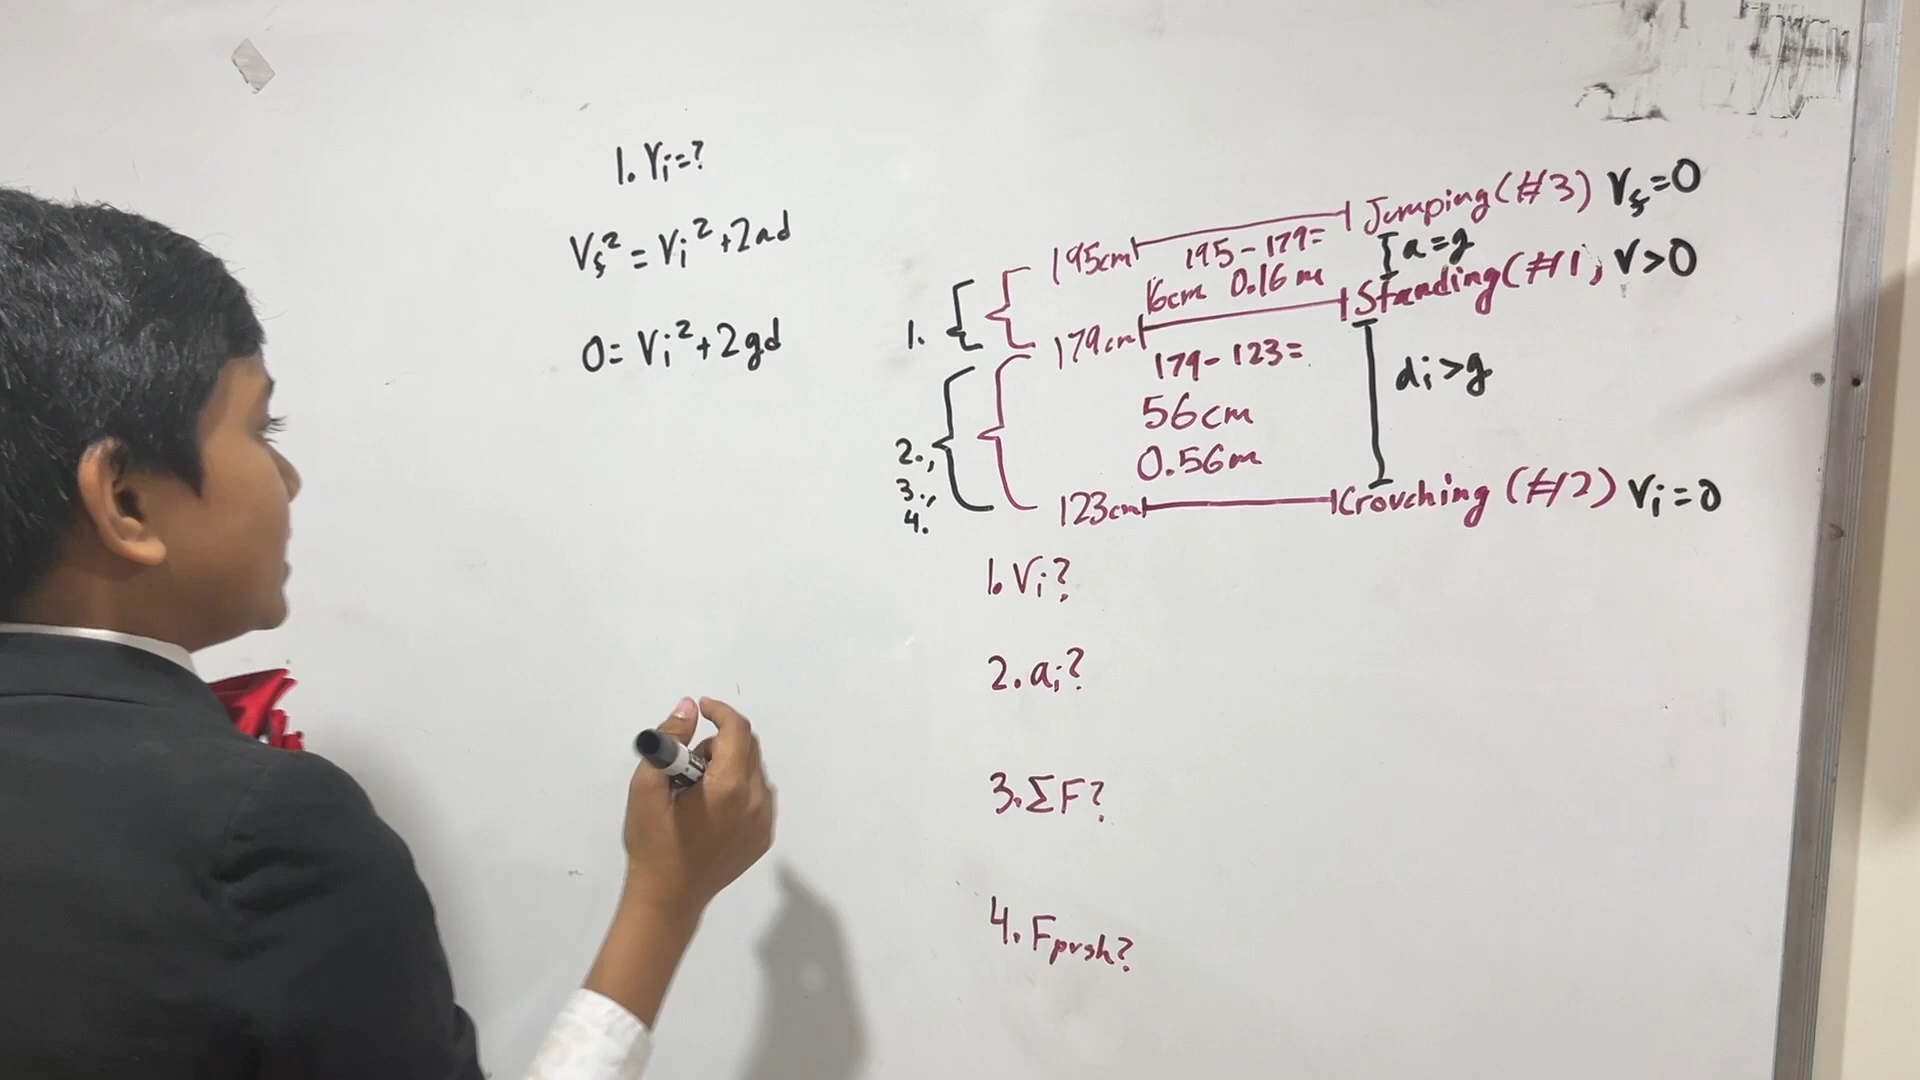 1. Vi=?
Vf² = Vi² + 2ad
0 = Vi² + 2gd
Jumping (#3) Vf=0
195cm
195-179=
16cm 0.16m
a=g
Standing (#1) V>0
1.
179cm
179-123=
56cm
0.56m
di>g
2.,
3.,
4.
123cm
Crouching (#2) Vi=0
1. Vi?
2. ai?
3. ΣF?
4. Fpush?